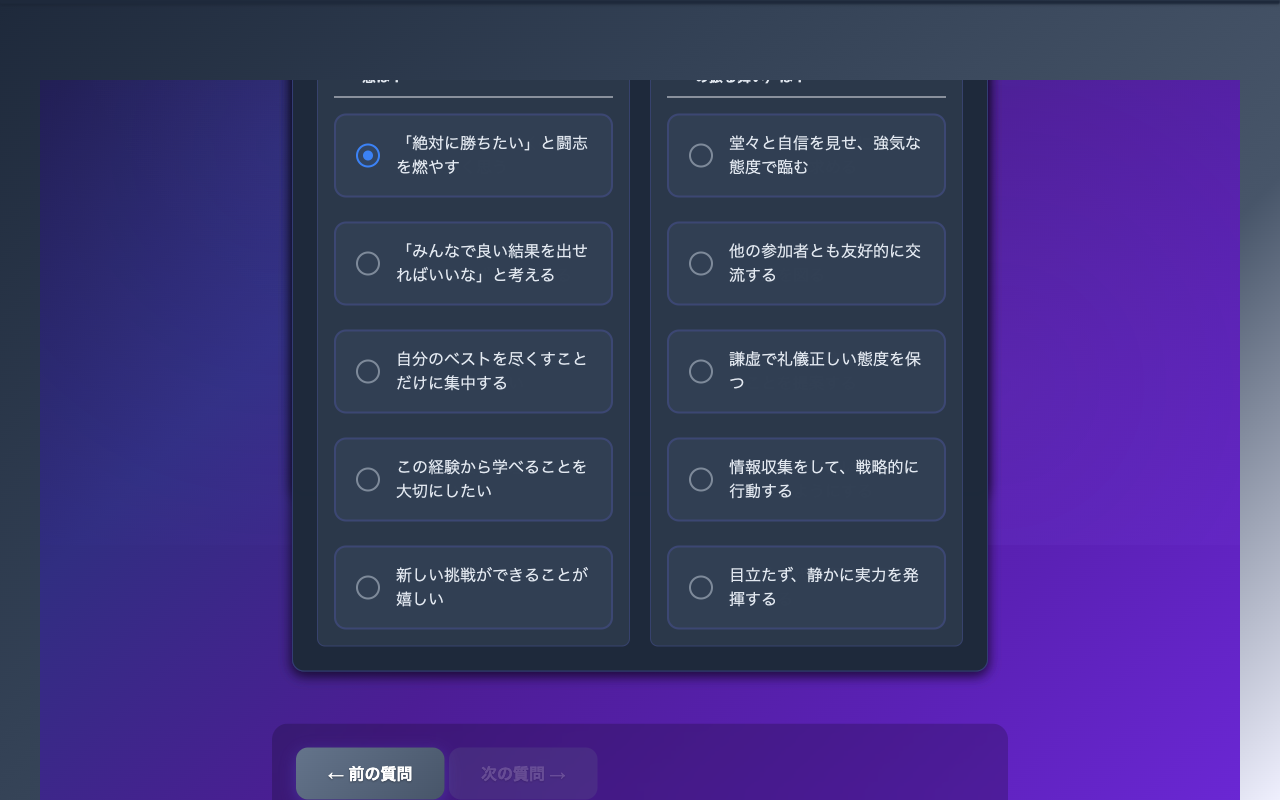 「絶対に勝ちたい」と闘志
を燃やす
「みんなで良い結果を出せ
ればいいな」と考える
自分のベストを尽くすこと
だけに集中する
この経験から学べることを
大切にしたい
新しい挑戦ができることが
嬉しい
堂々と自信を見せ、強気な
態度で臨む
他の参加者とも友好的に交
流する
謙虚で礼儀正しい態度を保
つ
情報収集をして、戦略的に
行動する
目立たず、静かに実力を発
揮する
← 前の質問
次の質問 →